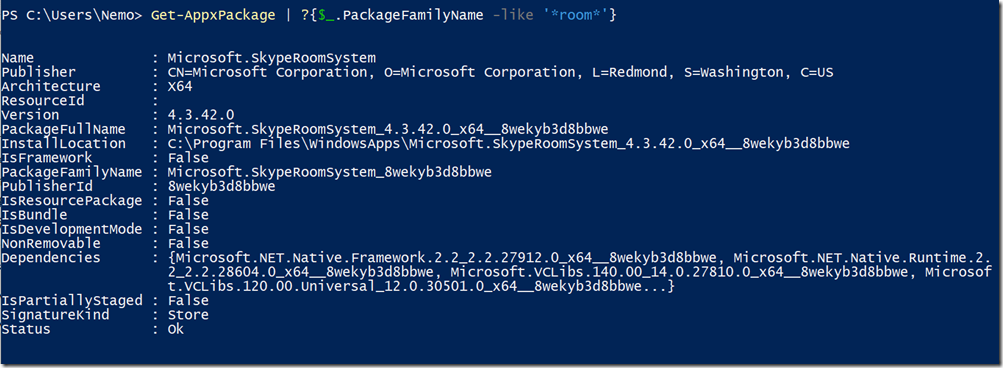 PS C:\Users\Nemo> Get-AppxPackage | ?{$_.PackageFamilyName -like '*room*'}
Name : Microsoft.SkypeRoomSystem
Publisher : CN=Microsoft Corporation, O=Microsoft Corporation, L=Redmond, S=Washington, C=US
Architecture : X64
ResourceId :
Version : 4.3.42.0
PackageFullName : Microsoft.SkypeRoomSystem_4.3.42.0_x64__8wekyb3d8bbwe
InstallLocation : C:\Program Files\WindowsApps\Microsoft.SkypeRoomSystem_4.3.42.0_x64__8wekyb3d8bbwe
IsFramework : False
PackageFamilyName : Microsoft.SkypeRoomSystem_8wekyb3d8bbwe
PublisherId : 8wekyb3d8bbwe
IsResourcePackage : False
IsBundle : False
IsDevelopmentMode : False
NonRemovable : False
Dependencies : {Microsoft.NET.Native.Framework.2.2_2.2.27912.0_x64__8wekyb3d8bbwe, Microsoft.NET.Native.Runtime.2.
2_2.2.28604.0_x64__8wekyb3d8bbwe, Microsoft.VCLibs.140.00_14.0.27810.0_x64__8wekyb3d8bbwe, Microsof
t.VCLibs.120.00.Universal_12.0.30501.0_x64__8wekyb3d8bbwe...}
IsPartiallyStaged : False
SignatureKind : Store
Status : Ok